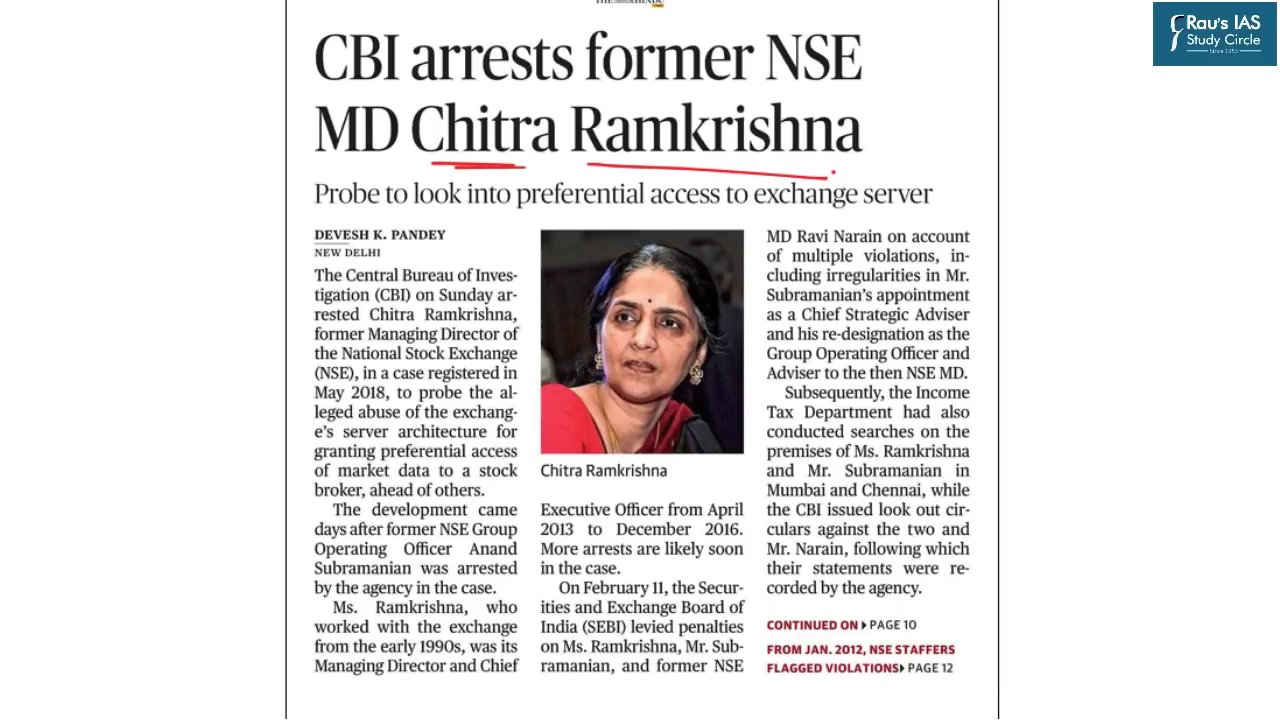 THE HINDU
Rau's IAS
Study Circle
Since 1953
CBI arrests former NSE
MD Chitra Ramkrishna
Probe to look into preferential access to exchange server
DEVESH K. PANDEY
NEW DELHI
The Central Bureau of Inves-
tigation (CBI) on Sunday ar-
rested Chitra Ramkrishna,
former Managing Director of
the National Stock Exchange
(NSE), in a case registered in
May 2018, to probe the al-
leged abuse of the exchang-
e's server architecture for
granting preferential access
of market data to a stock
broker, ahead of others.
The development came
days after former NSE Group
Operating Officer Anand
Subramanian was arrested
by the agency in the case.
Ms. Ramkrishna, who
worked with the exchange
from the early 1990s, was its
Managing Director and Chief
Chitra Ramkrishna
Executive Officer from April
2013 to December 2016.
More arrests are likely soon
in the case.
On February 11, the Secur-
ities and Exchange Board of
India (SEBI) levied penalties
on Ms. Ramkrishna, Mr. Sub-
ramanian, and former NSE
MD Ravi Narain on account
of multiple violations, in-
cluding irregularities in Mr.
Subramanian's appointment
as a Chief Strategic Adviser
and his re-designation as the
Group Operating Officer and
Adviser to the then NSE MD.
Subsequently, the Income
Tax Department had also
conducted searches on the
premises of Ms. Ramkrishna
and Mr. Subramanian in
Mumbai and Chennai, while
the CBI issued look out cir-
culars against the two and
Mr. Narain, following which
their statements were re-
corded by the agency.
CONTINUED ON PAGE 10
FROM JAN. 2012, NSE STAFFERS
FLAGGED VIOLATIONS PAGE 12